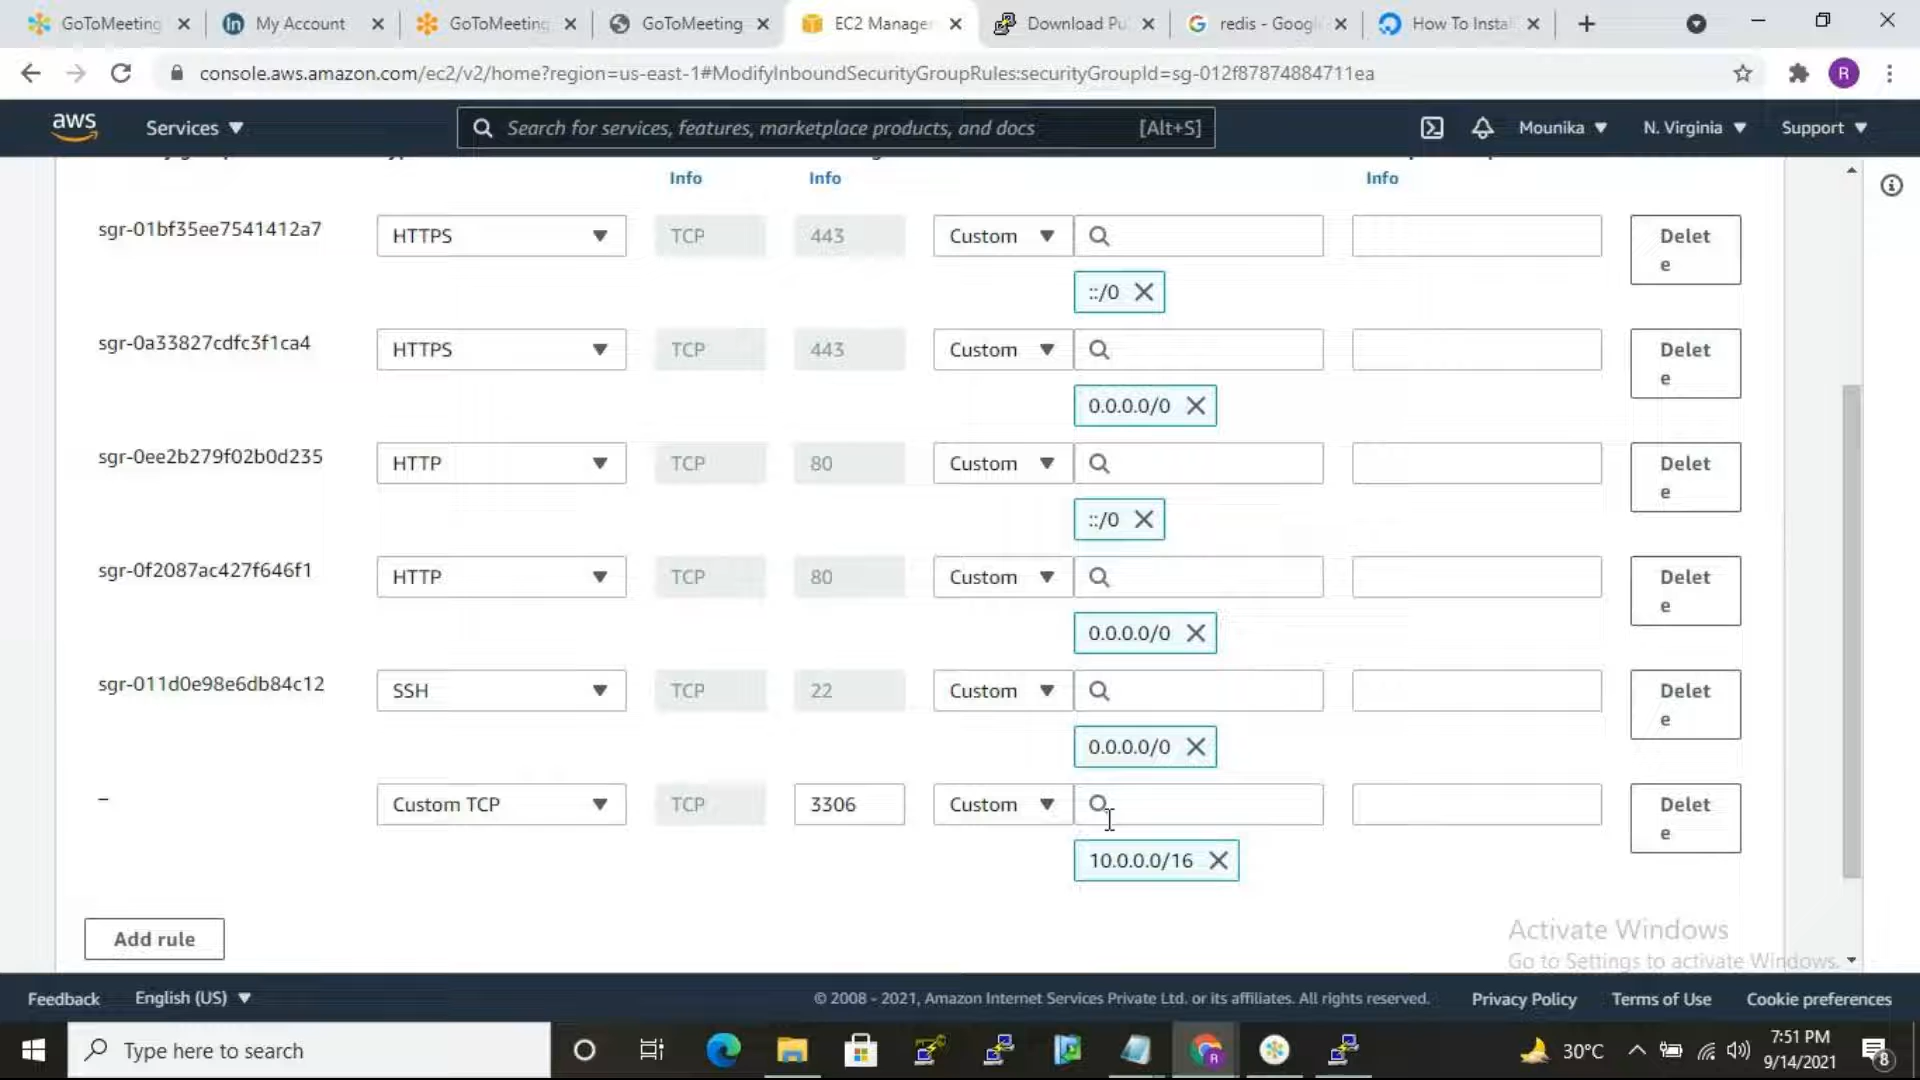 GoToMeeting
My Account
GoToMeeting
GoToMeeting
EC2 Manage
Download Pu
redis - Googl
How To Insta
console.aws.amazon.com/ec2/v2/home?region=us-east-1#ModifyInboundSecurityGroupRules:securityGroupId=sg-012f87874884711ea
R
aws
Services
Search for services, features, marketplace products, and docs
[Alt+S]
Mounika
N. Virginia
Support
Info
Info
Info
sgr-01bf35ee7541412a7
HTTPS
TCP
443
Custom
Delet
e
::/0
sgr-0a33827cdfc3f1ca4
HTTPS
TCP
443
Custom
Delet
e
0.0.0.0/0
sgr-0ee2b279f02b0d235
HTTP
TCP
80
Custom
Delet
e
::/0
sgr-0f2087ac427f646f1
HTTP
TCP
80
Custom
Delet
e
0.0.0.0/0
sgr-011d0e98e6db84c12
SSH
TCP
22
Custom
Delet
e
0.0.0.0/0
–
Custom TCP
TCP
3306
Custom
Delet
e
10.0.0.0/16
Add rule
Activate Windows
Go to Settings to activate Windows.
Feedback
English (US)
© 2008 - 2021, Amazon Internet Services Private Ltd. or its affiliates. All rights reserved.
Privacy Policy
Terms of Use
Cookie preferences
Type here to search
R
30°C
7:51 PM
9/14/2021
8